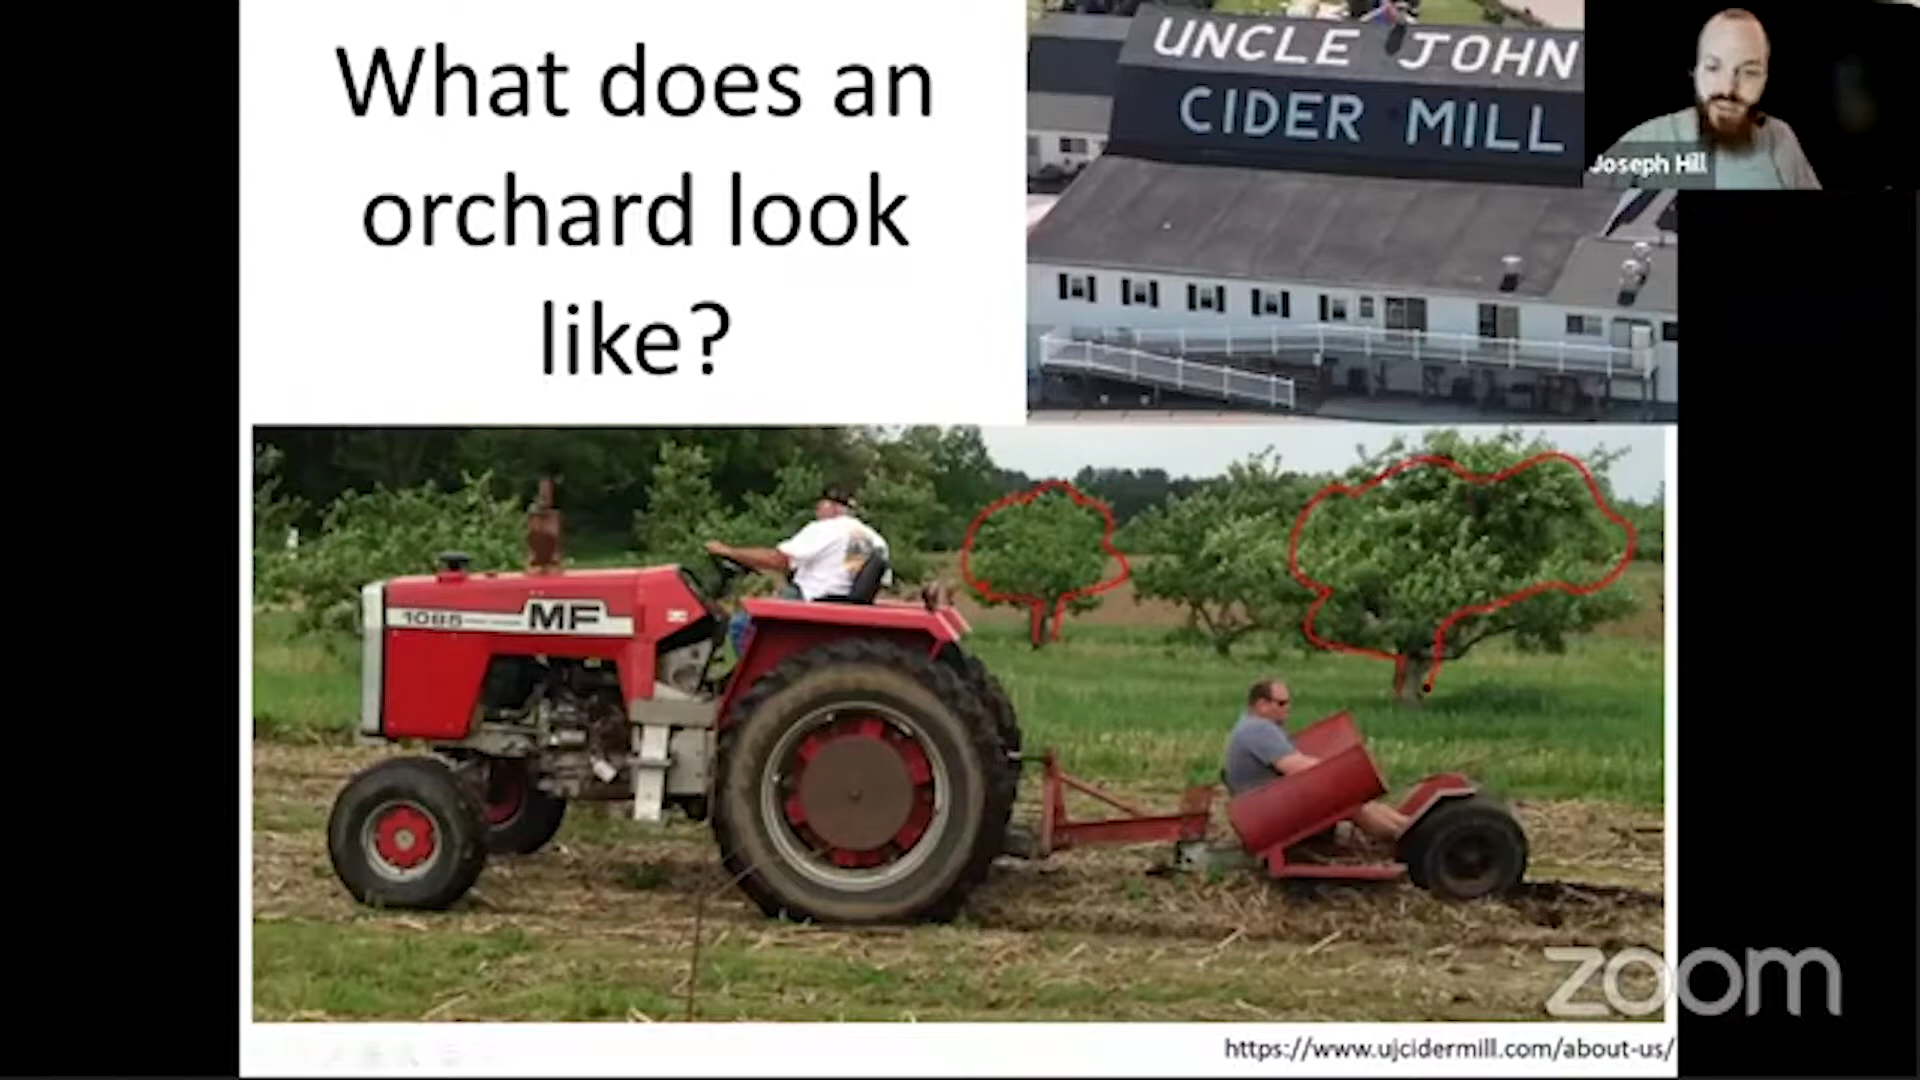 What does an
orchard look
like?
UNCLE JOHN
CIDER MILL
Joseph Hill
1085
MF
zoom
https://www.ujcidermill.com/about-us/